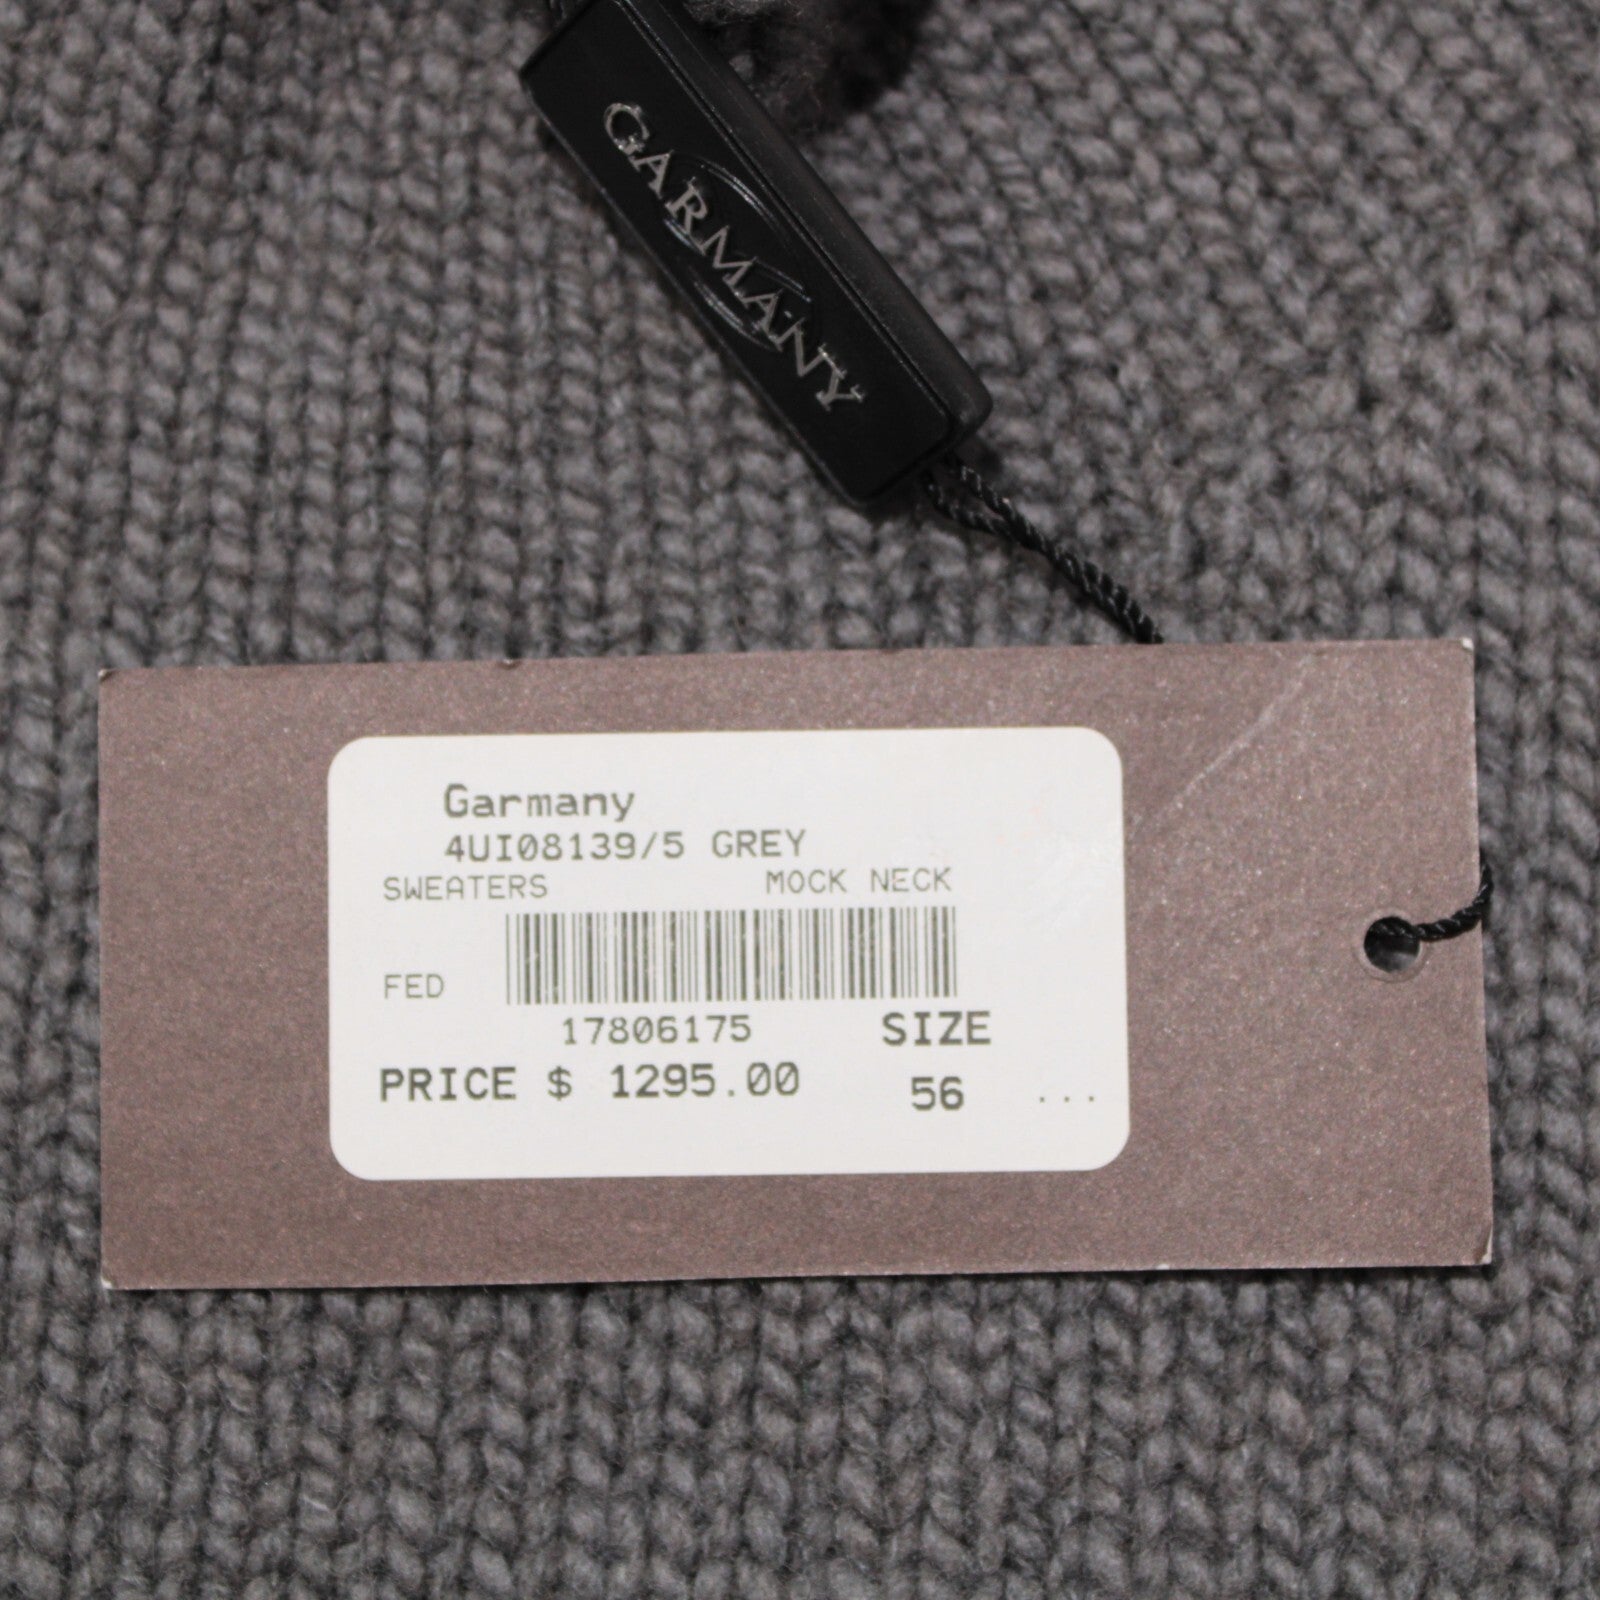 GARMANY
Garmany
4UI08139/5 GREY
SWEATERS MOCK NECK
FED
17806175 SIZE
PRICE $ 1295.00 56 ...